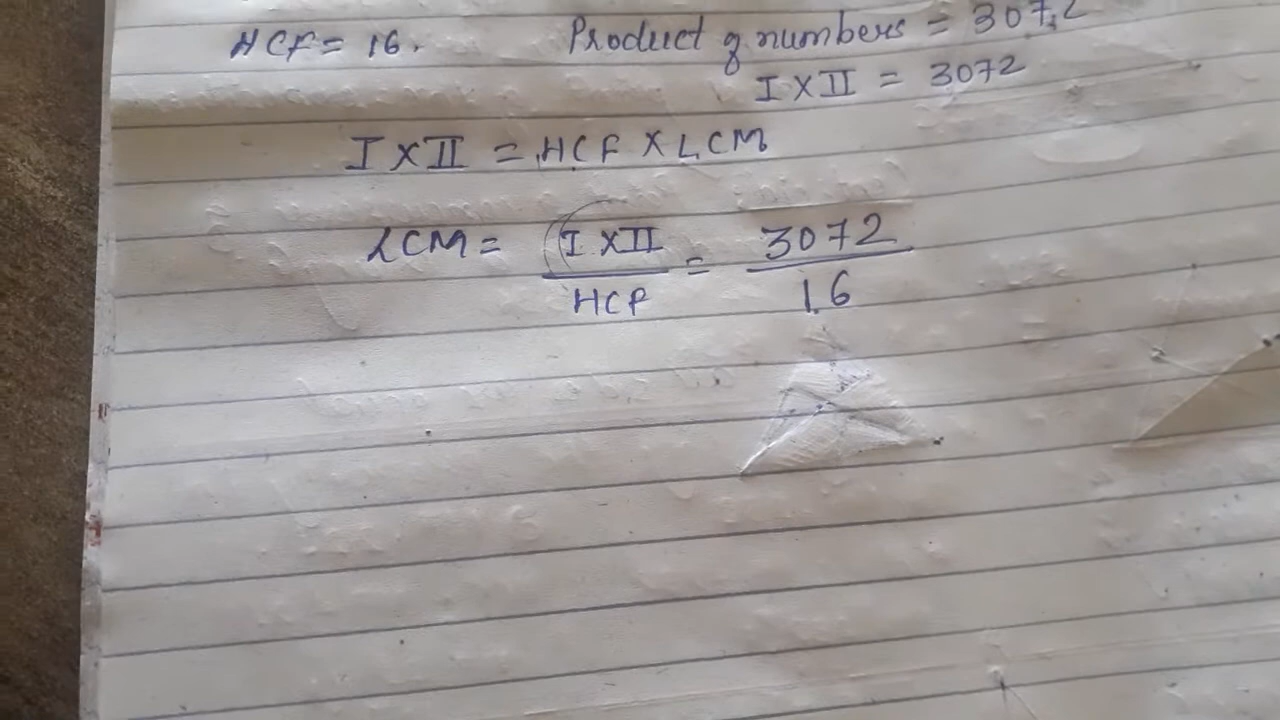 HCF = 16. Product of numbers = 3072
I X II = 3072
I X II = HCF X LCM
LCM = I X II / HCF = 3072 / 16